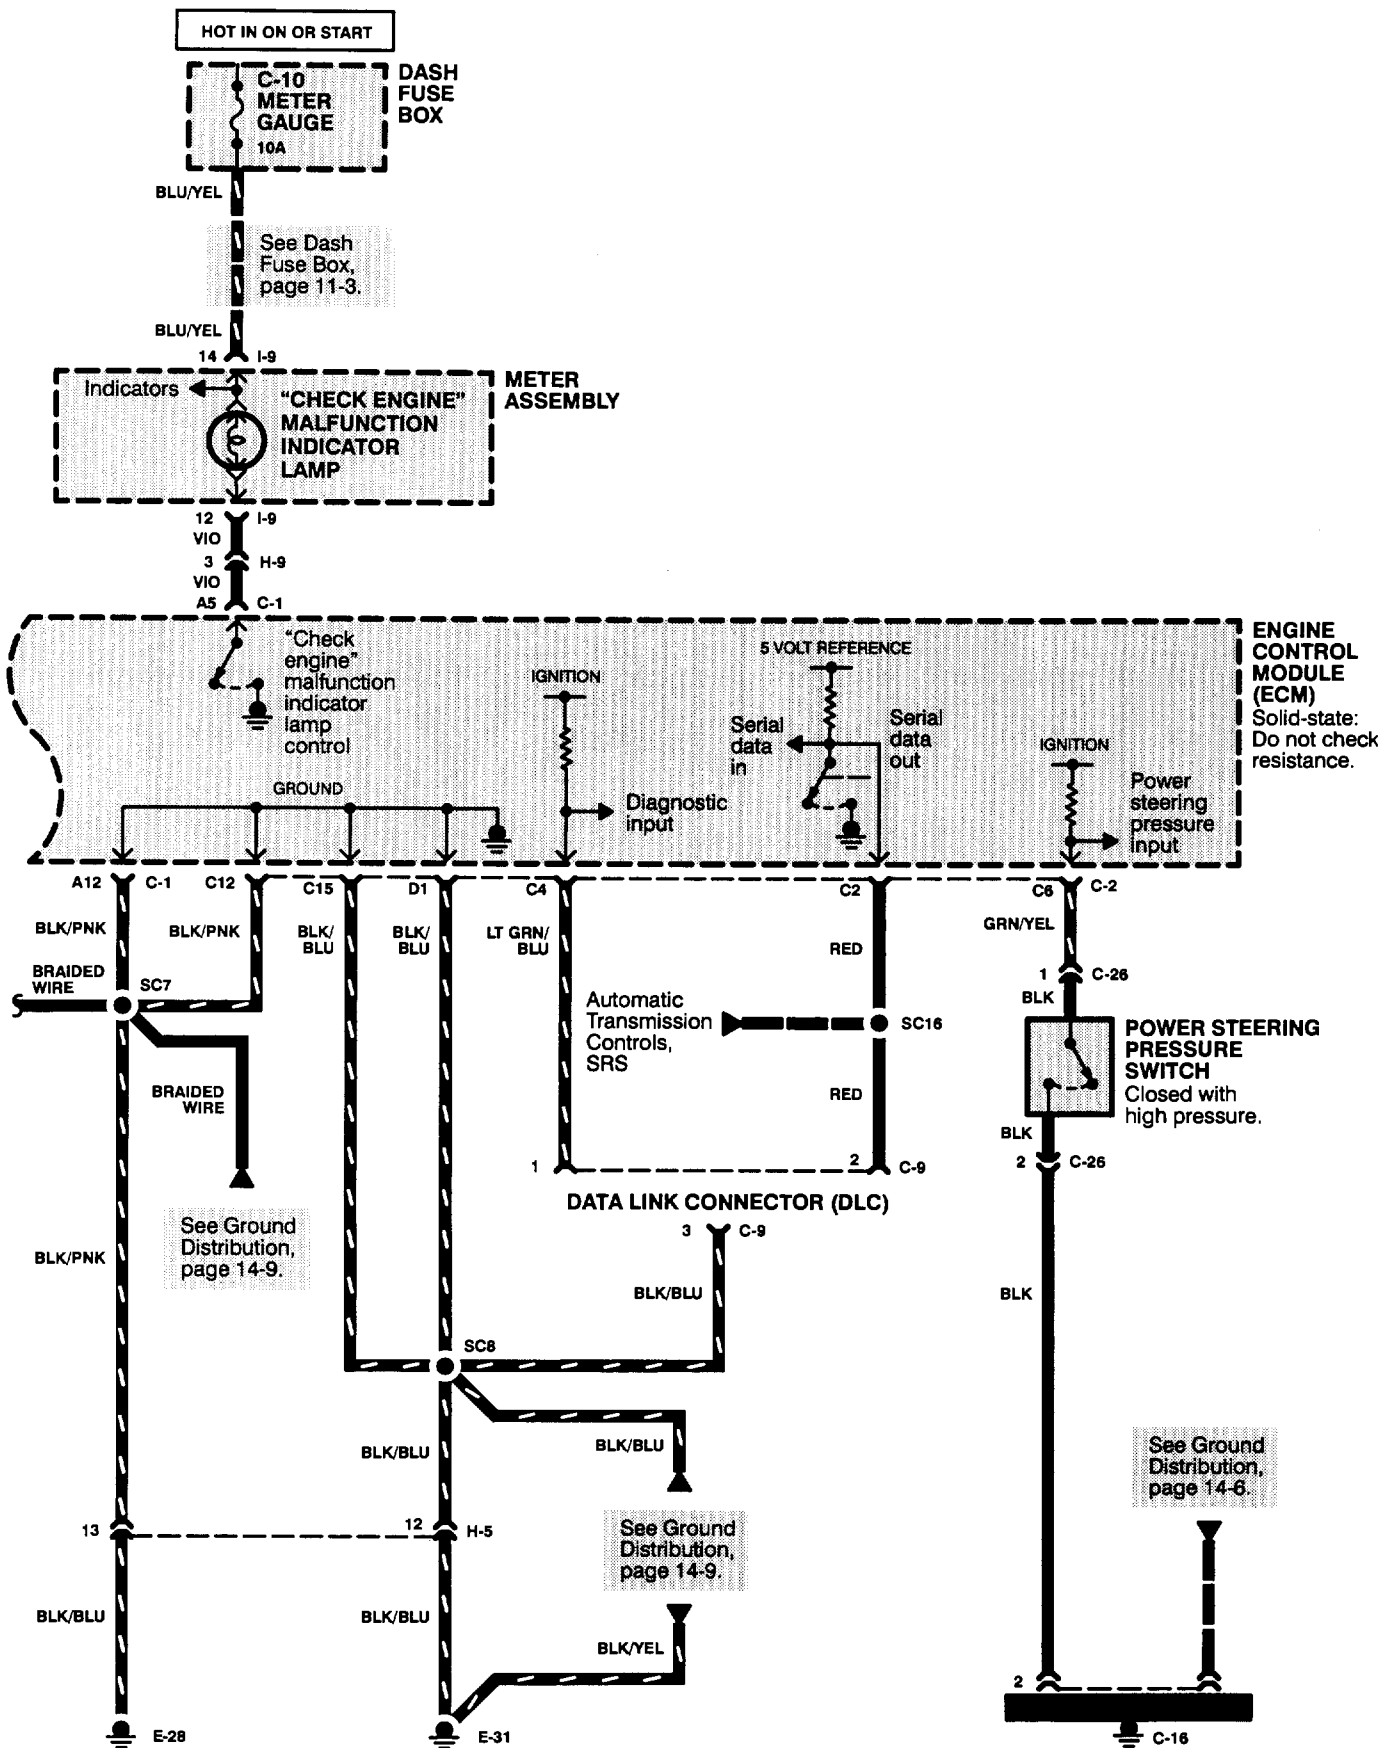 HOT IN ON OR START
C-10
METER
GAUGE
10A
DASH
FUSE
BOX
BLU/YEL
See Dash
Fuse Box,
page 11-3.
BLU/YEL
14 I-9
Indicators
"CHECK ENGINE"
MALFUNCTION
INDICATOR
LAMP
METER
ASSEMBLY
12 I-9
VIO
3 H-9
VIO
A5 C-1
"Check
engine"
malfunction
indicator
lamp
control
GROUND
IGNITION
Diagnostic
input
5 VOLT REFERENCE
Serial
data
in
Serial
data
out
IGNITION
Power
steering
pressure
input
ENGINE
CONTROL
MODULE
(ECM)
Solid-state:
Do not check
resistance.
A12 C-1 C12 C15 D1 C4 C2 C6 C-2
BLK/PNK
BLK/PNK
BLK/
BLU
BLK/
BLU
LT GRN/
BLU
RED
GRN/YEL
BRAIDED
WIRE
SC7
1 C-26
BLK
Automatic
Transmission
Controls,
SRS
SC16
POWER STEERING
PRESSURE
SWITCH
Closed with
high pressure.
BRAIDED
WIRE
RED
BLK
2 C-26
1 2 C-9
DATA LINK CONNECTOR (DLC)
3 C-9
See Ground
Distribution,
page 14-9.
BLK/PNK
BLK/BLU
BLK
SC8
BLK/BLU
BLK/BLU
See Ground
Distribution,
page 14-6.
13 12 H-5
See Ground
Distribution,
page 14-9.
BLK/BLU
BLK/BLU
BLK/YEL
2
E-28
E-31
C-16